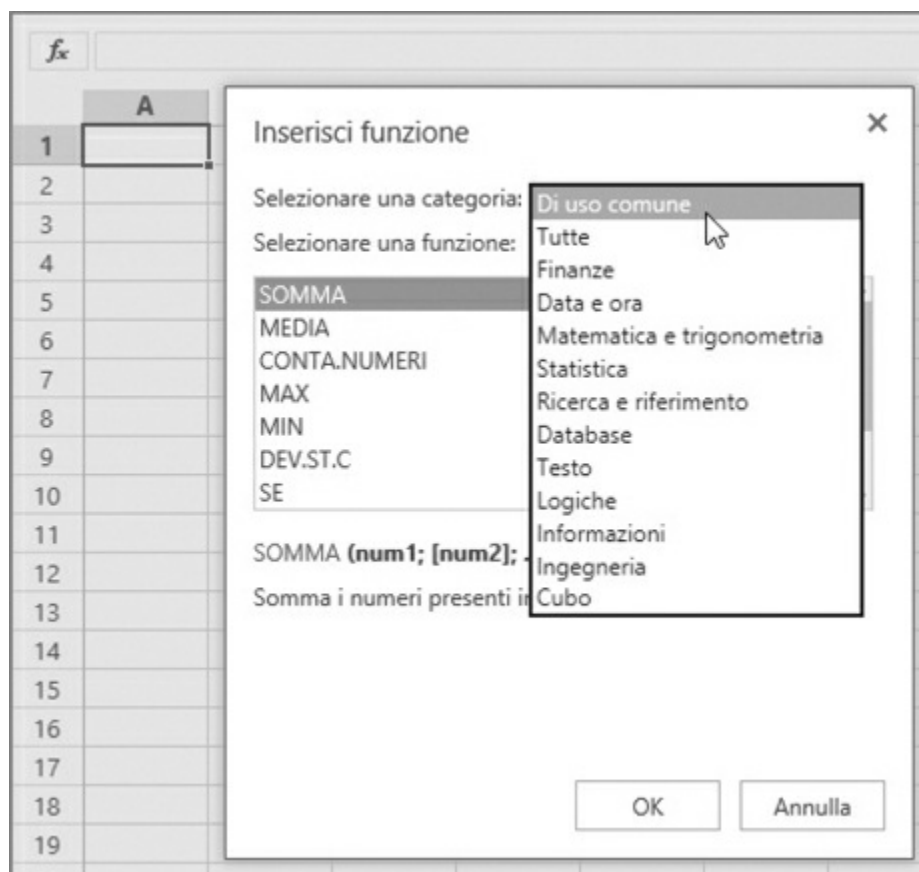 fx
A
1
2
3
4
5
6
7
8
9
10
11
12
13
14
15
16
17
18
19
Inserisci funzione
Selezionare una categoria:
Di uso comune
Tutte
Finanze
Data e ora
Matematica e trigonometria
Statistica
Ricerca e riferimento
Database
Testo
Logiche
Informazioni
Ingegneria
Cubo
Selezionare una funzione:
SOMMA
MEDIA
CONTA.NUMERI
MAX
MIN
DEV.ST.C
SE
SOMMA (num1; [num2]; .
Somma i numeri presenti
OK Annulla